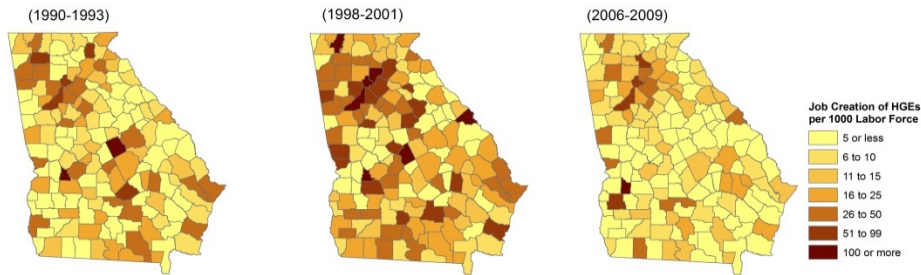 (1990-1993)
(1998-2001)
(2006-2009)
Job Creation of HGEs
per 1000 Labor Force
5 or less
6 to 10
11 to 15
16 to 25
26 to 50
51 to 99
100 or more